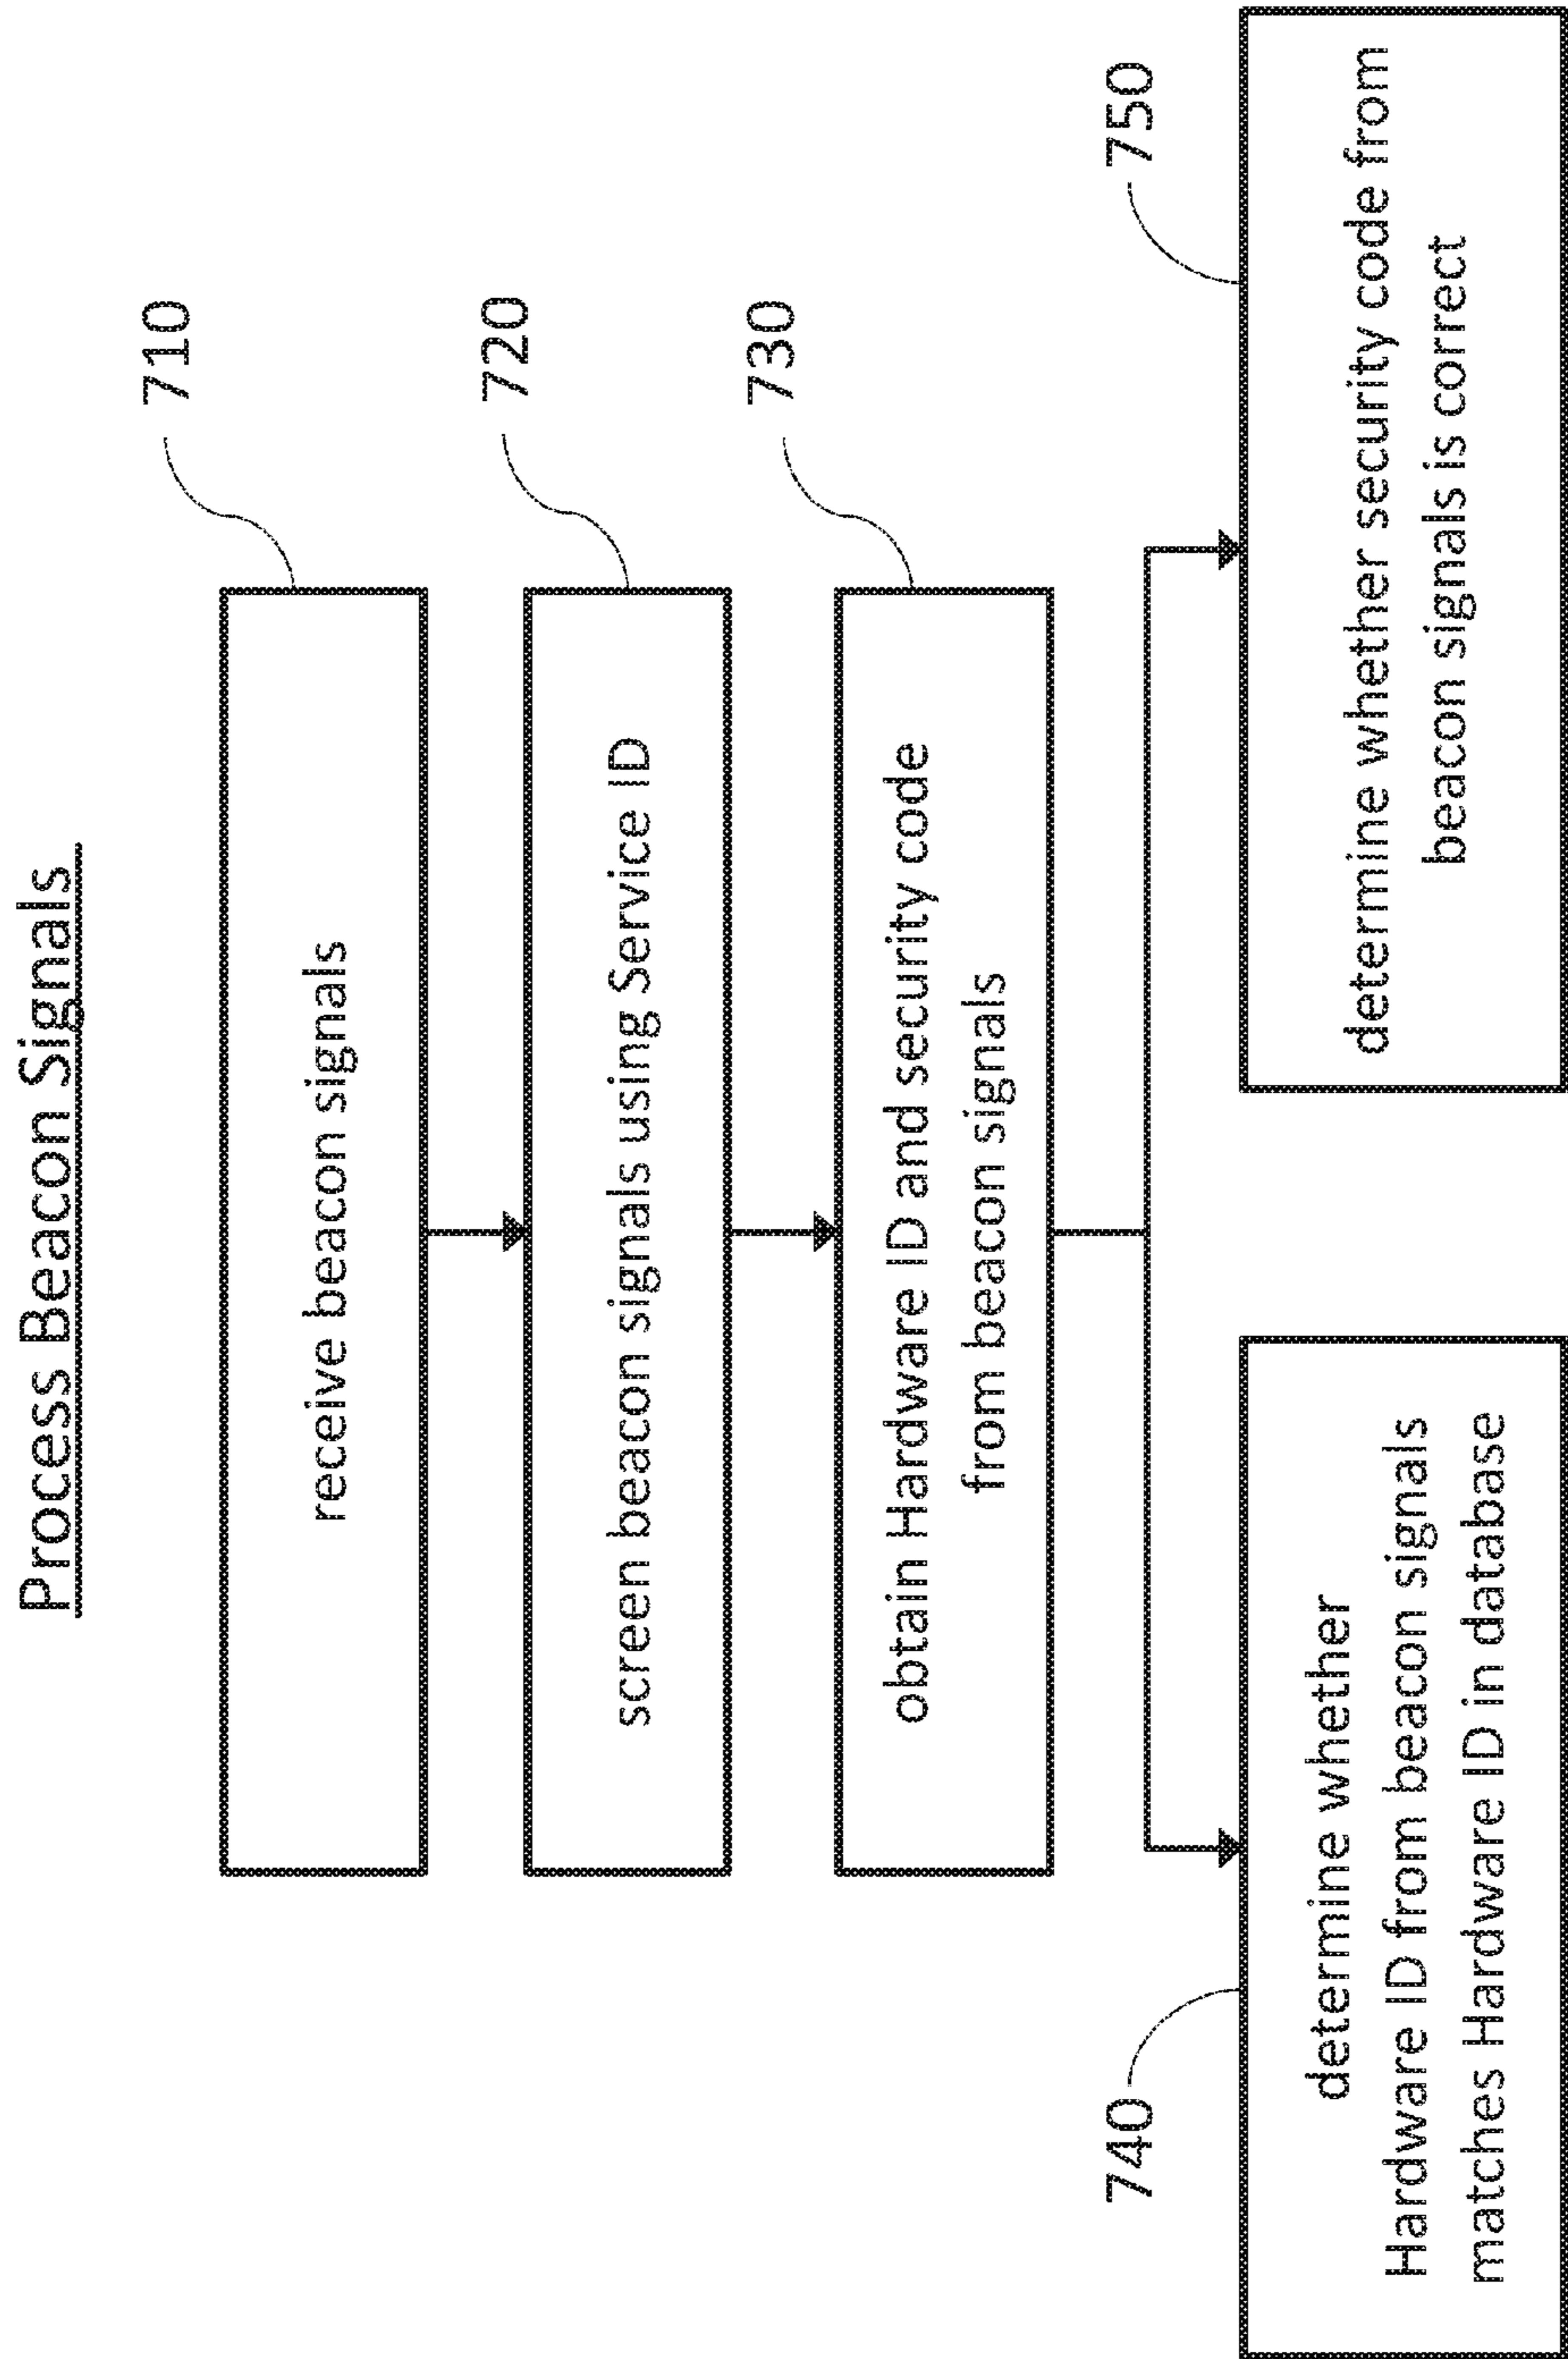 Process Beacon Signals
710
receive beacon signals
720
screen beacon signals using Service ID
730
obtain Hardware ID and security code
from beacon signals
740
determine whether
Hardware ID from beacon signals
matches Hardware ID in database
750
determine whether security code from
beacon signals is correct